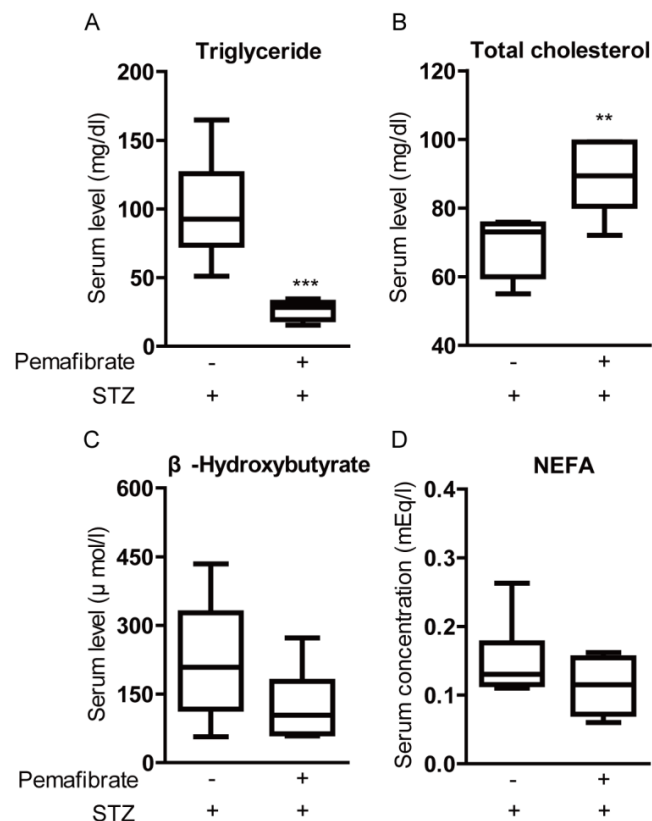 A
Triglyceride
Serum level (mg/dl)
200
150
100
50
0
***
Pemafibrate - +
STZ + +
B
Total cholesterol
Serum level (mg/dl)
120
100
80
60
40
**
- +
+ +
C
β -Hydroxybutyrate
Serum level (μ mol/l)
600
450
300
150
0
Pemafibrate - +
STZ + +
D
NEFA
Serum concentration (mEq/l)
0.4
0.3
0.2
0.1
0.0
- +
+ +